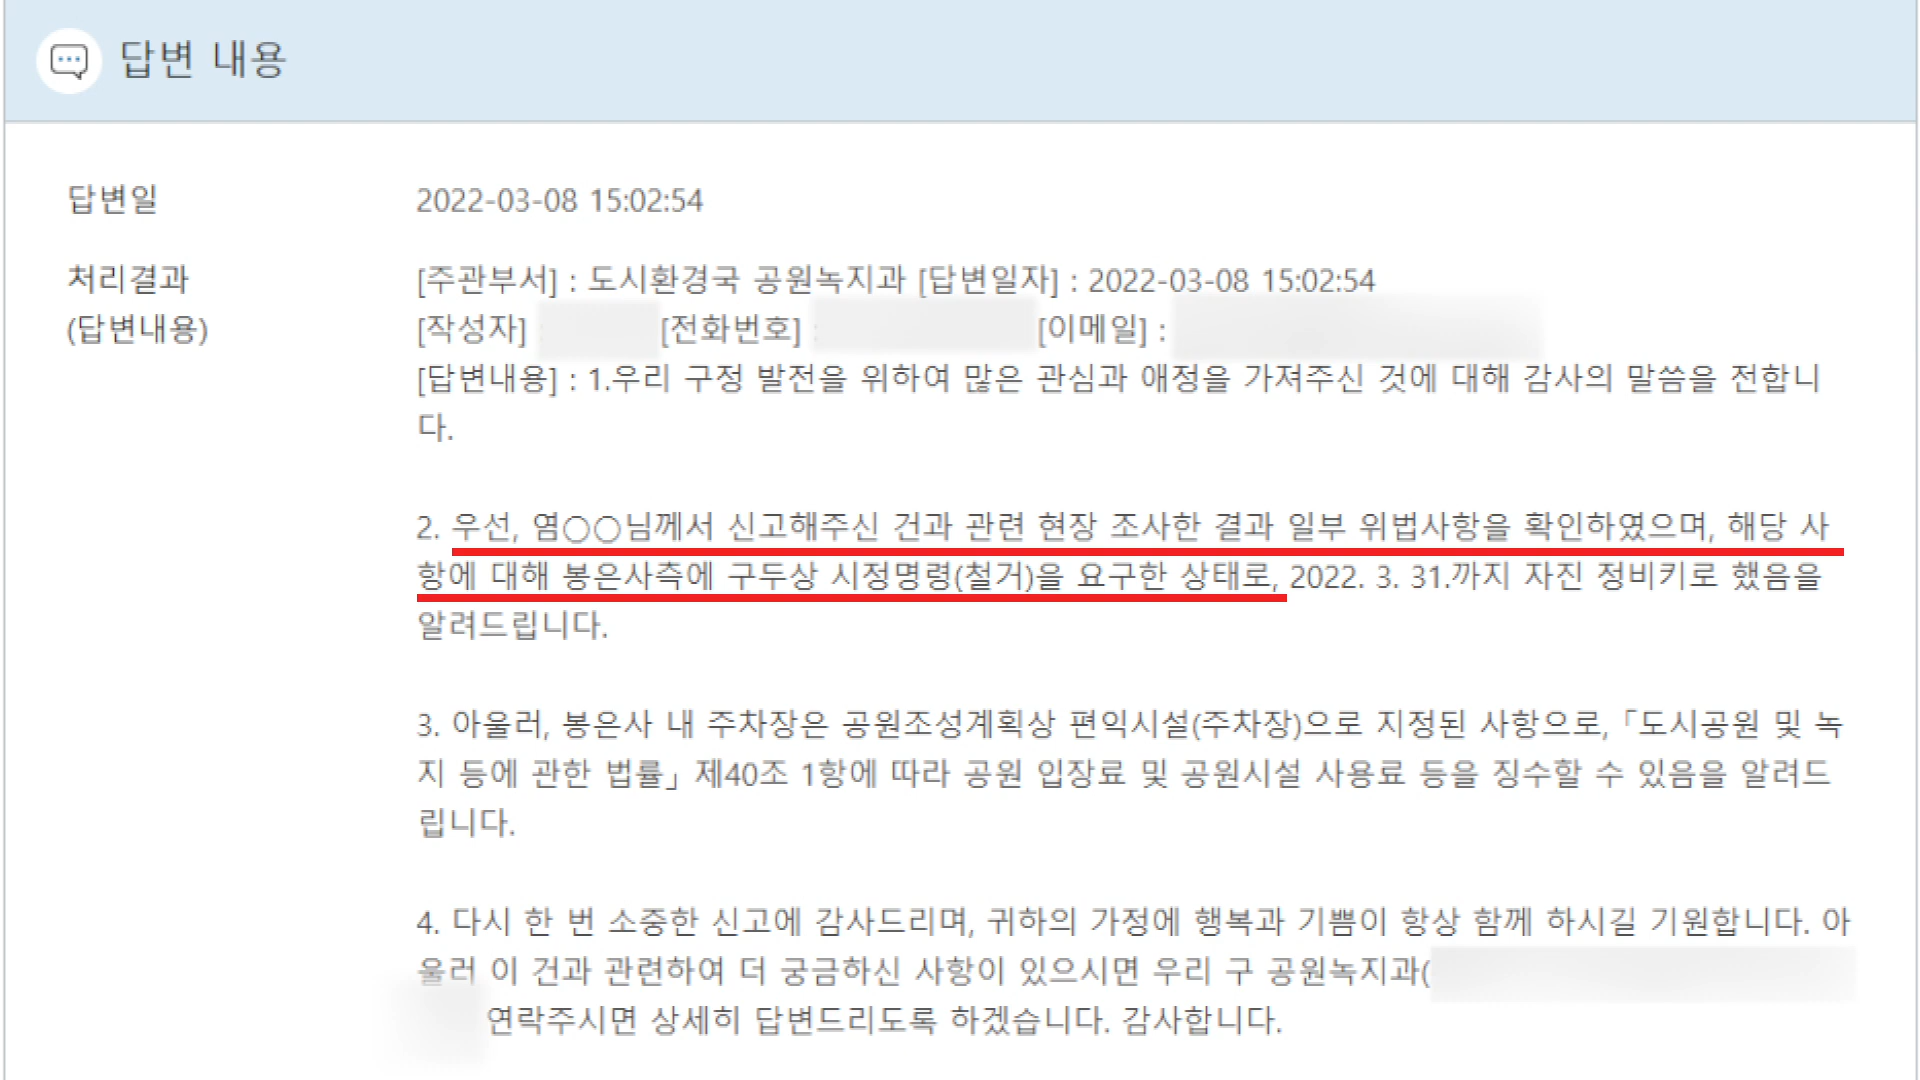 답변 내용
답변일 2022-03-08 15:02:54
처리결과 [주관부서] : 도시환경국 공원녹지과 [답변일자] : 2022-03-08 15:02:54
(답변내용) [작성자] : [전화번호] : [이메일] :
[답변내용] : 1.우리 구정 발전을 위하여 많은 관심과 애정을 가져주신 것에 대해 감사의 말씀을 전합니
다.
2. 우선, 염○○님께서 신고해주신 건과 관련 현장 조사한 결과 일부 위법사항을 확인하였으며, 해당 사
항에 대해 봉은사측에 구두상 시정명령(철거)을 요구한 상태로, 2022. 3. 31.까지 자진 정비키로 했음을
알려드립니다.
3. 아울러, 봉은사 내 주차장은 공원조성계획상 편익시설(주차장)으로 지정된 사항으로,「도시공원 및 녹
지 등에 관한 법률」제40조 1항에 따라 공원 입장료 및 공원시설 사용료 등을 징수할 수 있음을 알려드
립니다.
4. 다시 한 번 소중한 신고에 감사드리며, 귀하의 가정에 행복과 기쁨이 항상 함께 하시길 기원합니다. 아
울러 이 건과 관련하여 더 궁금하신 사항이 있으시면 우리 구 공원녹지과(
연락주시면 상세히 답변드리도록 하겠습니다. 감사합니다.